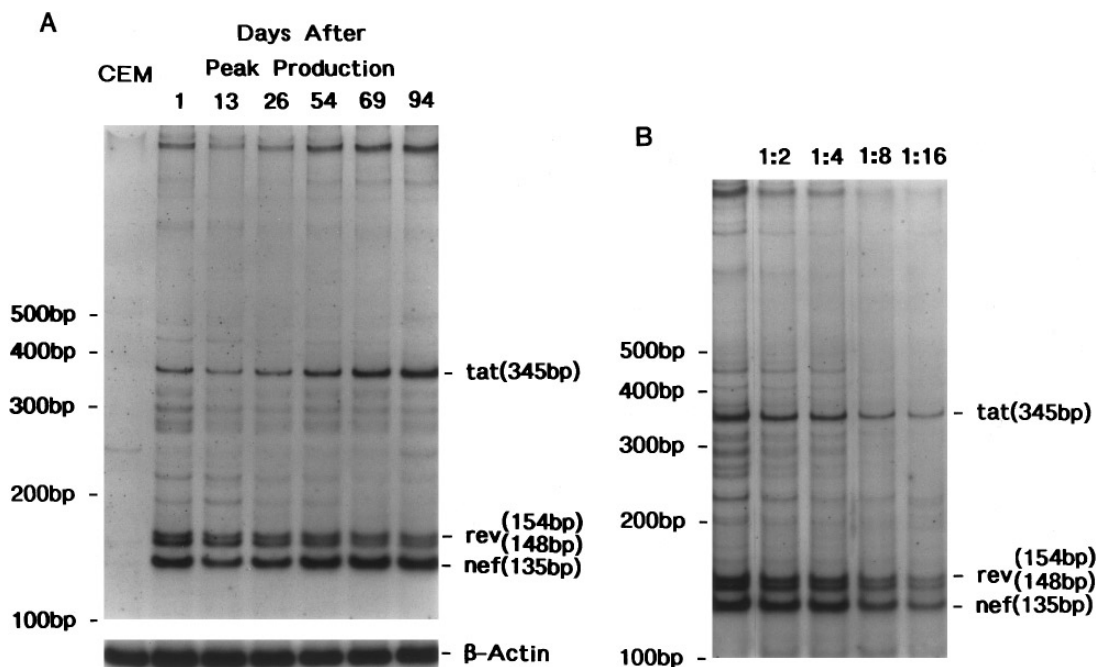 A
Days After
Peak Production
CEM
1 13 26 54 69 94
500bp -
400bp -
300bp -
200bp -
100bp -
- tat(345bp)
(154bp)
- rev
(148bp)
- nef(135bp)
- β-Actin
B
1:2 1:4 1:8 1:16
500bp -
400bp -
300bp -
200bp -
100bp -
- tat(345bp)
(154bp)
- rev
(148bp)
- nef(135bp)